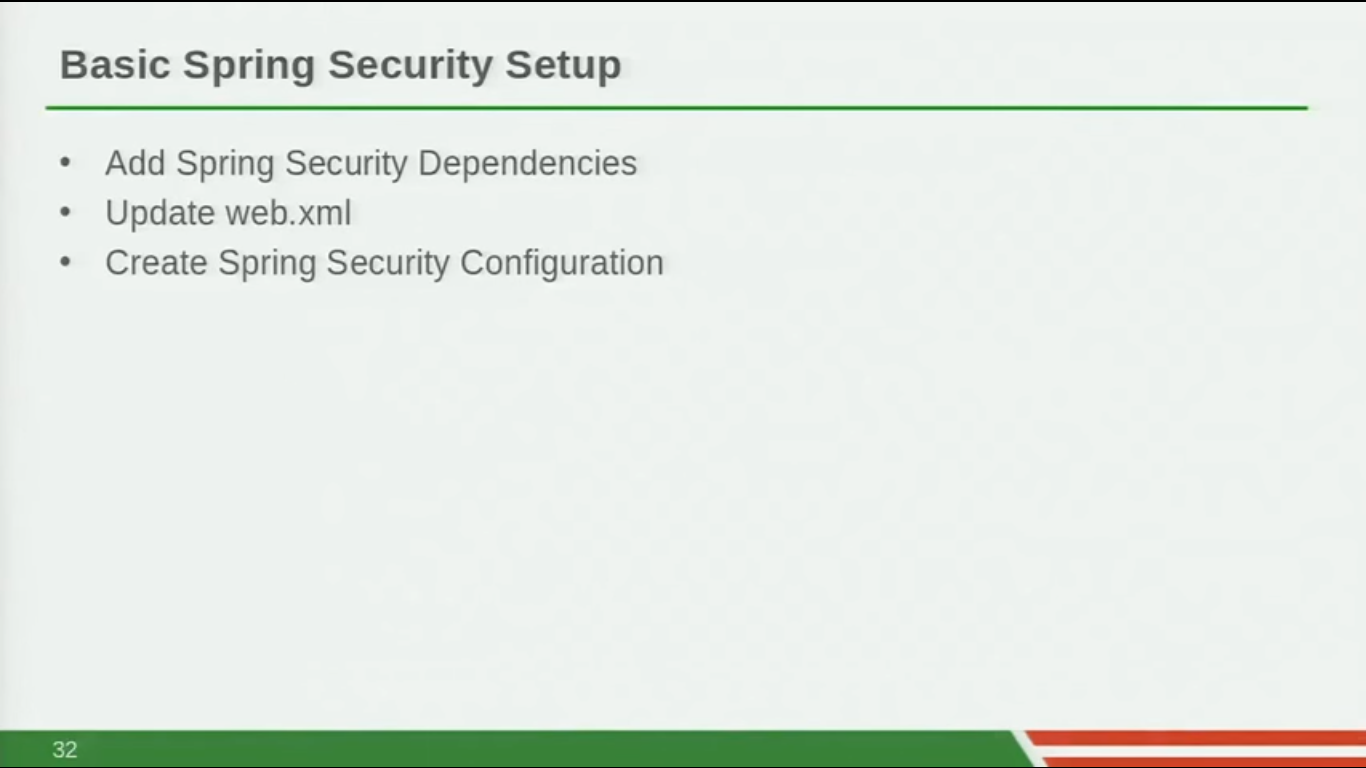 Basic Spring Security Setup
• Add Spring Security Dependencies
• Update web.xml
• Create Spring Security Configuration
32